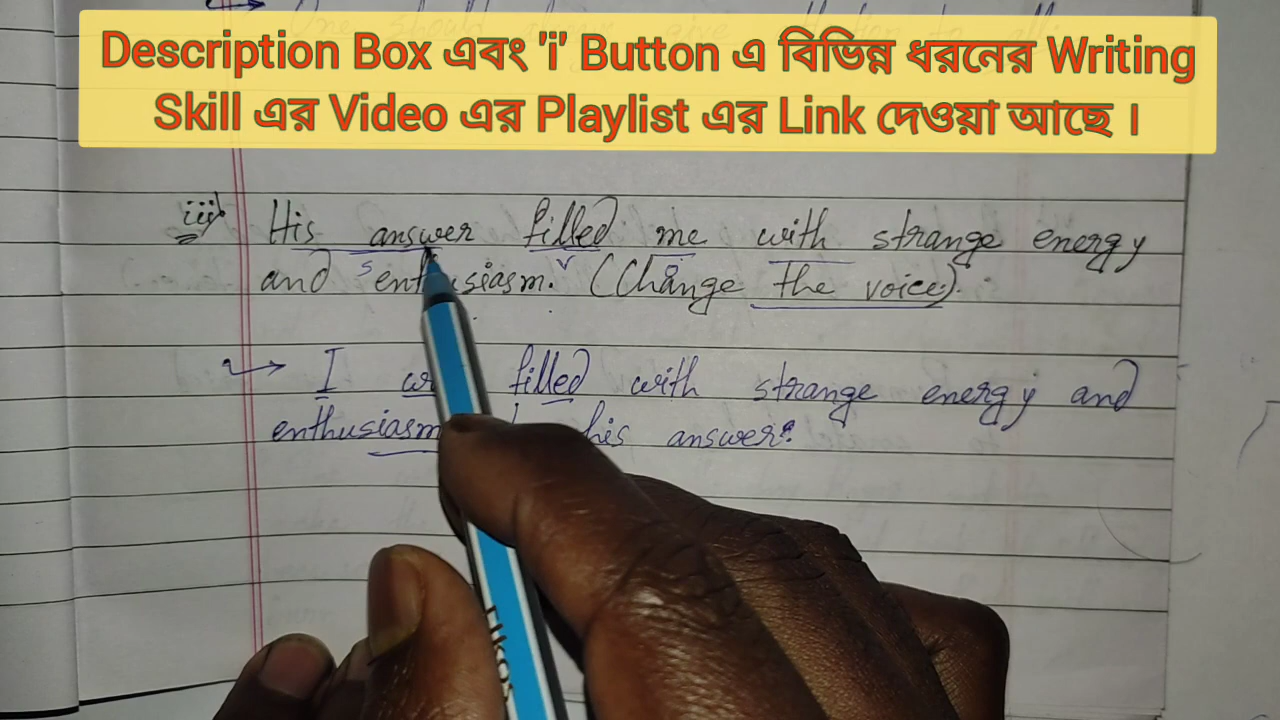 Description Box এবং 'i' Button এ বিভিন্ন ধরনের Writing
Skill এর Video এর Playlist এর Link দেওয়া আছে ।
iii) His answer filled me with strange energy
and enthusiasm. (Change the voice).
I filled with strange energy and
enthusiasm his answer.